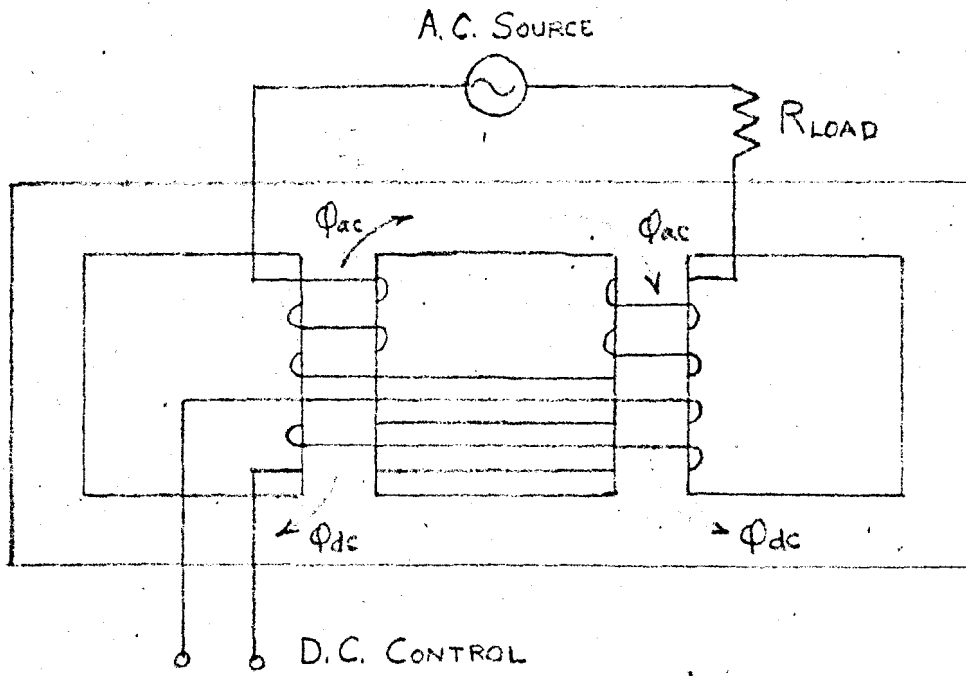 A.C. SOURCE
RLOAD
Φac
Φac
Φdc
Φdc
D.C. CONTROL